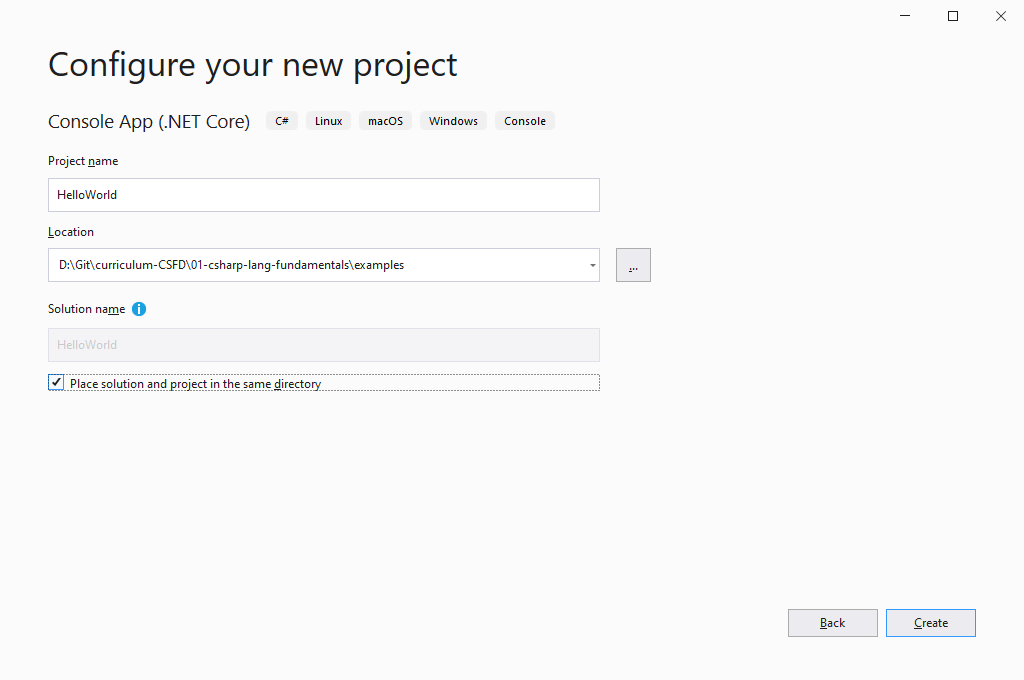 Configure your new project
Console App (.NET Core) C# Linux macOS Windows Console
Project name
HelloWorld
Location
D:\Git\curriculum-CSFD\01-csharp-lang-fundamentals\examples
...
Solution name i
HelloWorld
Place solution and project in the same directory
Back Create